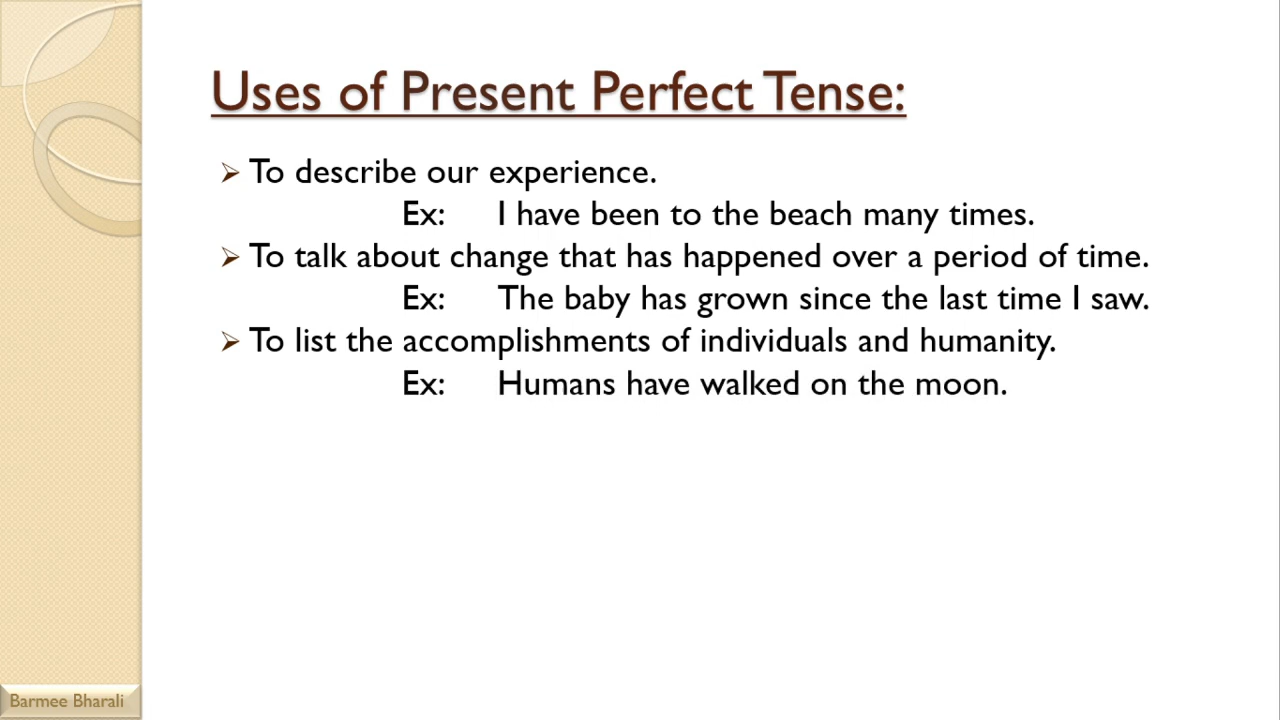 Uses of Present Perfect Tense:
To describe our experience.
Ex: I have been to the beach many times.
To talk about change that has happened over a period of time.
Ex: The baby has grown since the last time I saw.
To list the accomplishments of individuals and humanity.
Ex: Humans have walked on the moon.
Barmee Bharali